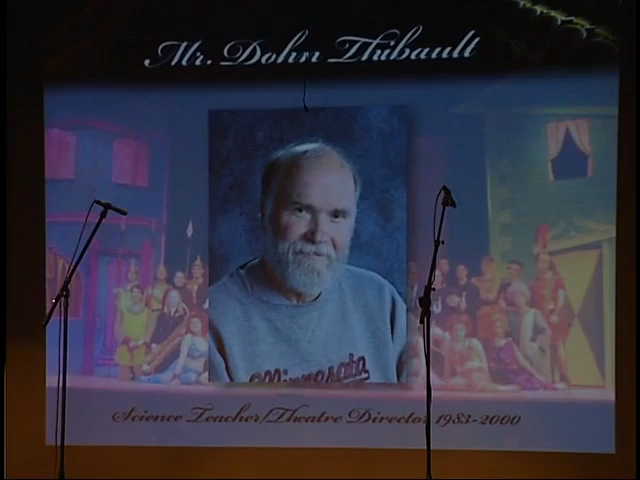 Mr. Dohn Thibault
Minnesota
Science Teacher/Theatre Director 1983-2000